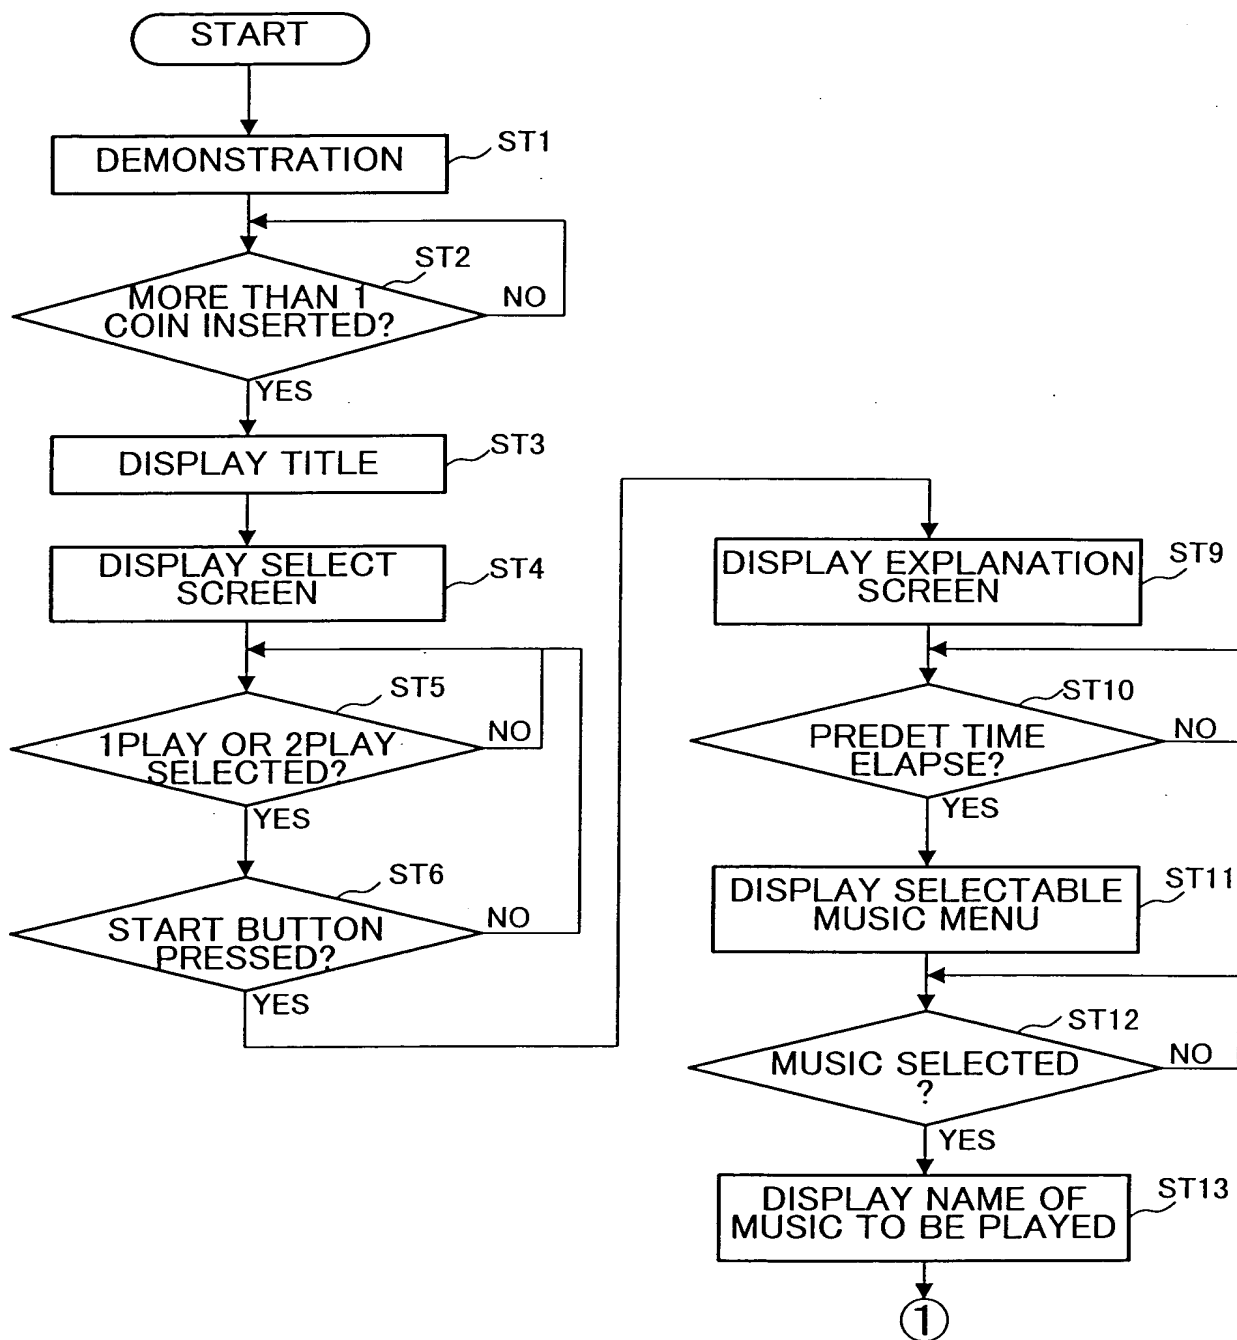 START
DEMONSTRATION
ST1
ST2
MORE THAN 1
COIN INSERTED?
NO
YES
DISPLAY TITLE
ST3
DISPLAY SELECT
SCREEN
ST4
ST5
1PLAY OR 2PLAY
SELECTED?
NO
YES
ST6
START BUTTON
PRESSED?
NO
YES
DISPLAY EXPLANATION
SCREEN
ST9
ST10
PREDET TIME
ELAPSE?
NO
YES
DISPLAY SELECTABLE
MUSIC MENU
ST11
ST12
MUSIC SELECTED
?
NO
YES
DISPLAY NAME OF
MUSIC TO BE PLAYED
ST13
1